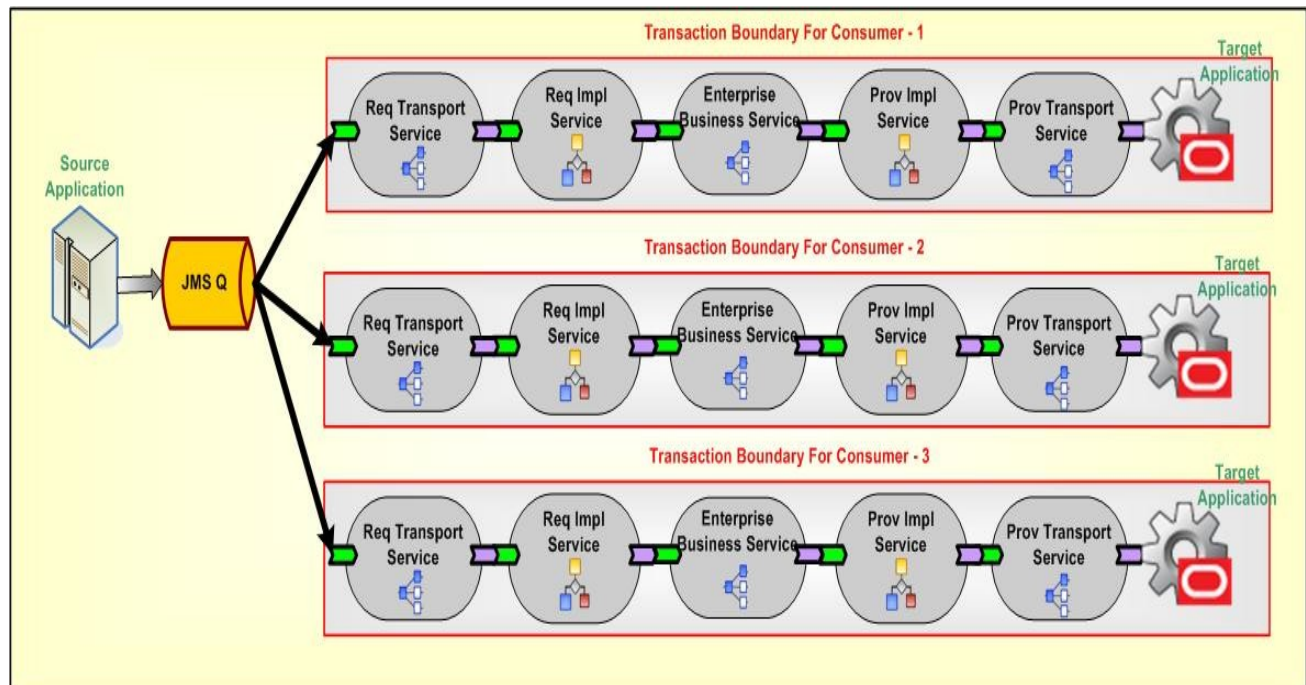 Transaction Boundary For Consumer - 1
Target
Application
Req Transport
Service
Req Impl
Service
Enterprise
Business Service
Prov Impl
Service
Prov Transport
Service
Source
Application
JMS Q
Transaction Boundary For Consumer - 2
Target
Application
Req Transport
Service
Req Impl
Service
Enterprise
Business Service
Prov Impl
Service
Prov Transport
Service
Transaction Boundary For Consumer - 3
Target
Application
Req Transport
Service
Req Impl
Service
Enterprise
Business Service
Prov Impl
Service
Prov Transport
Service